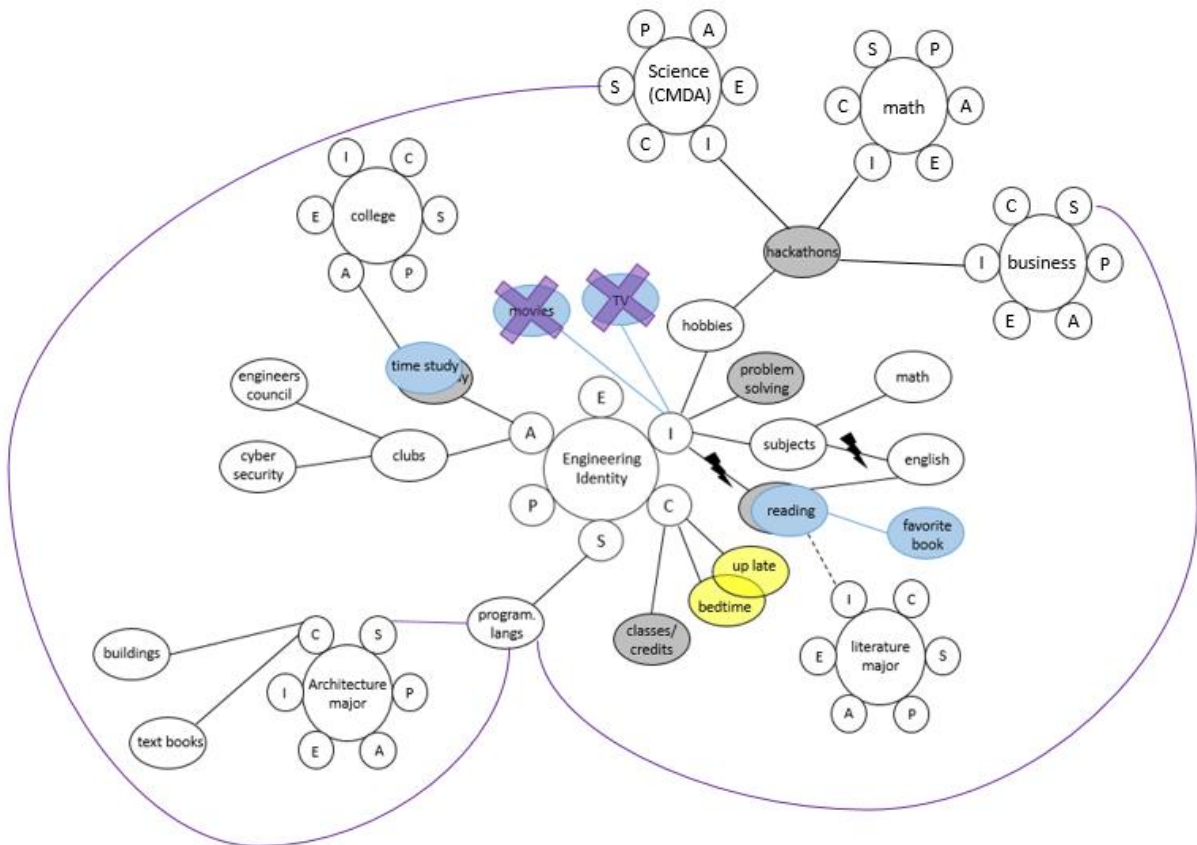 P
A
S
Science
(CMDA)
E
C
I
S
P
C
math
A
I
E
I
C
E
college
S
A
P
C
S
I
business
P
E
A
hackathons
movies
TV
hobbies
time study
y
engineers
council
problem
solving
math
E
A
I
subjects
clubs
cyber
security
Engineering
Identity
english
P
C
reading
favorite
book
S
up late
bedtime
program.
langs
classes/
credits
I
C
E
literature
major
S
A
P
buildings
C
S
I
Architecture
major
P
text books
E
A